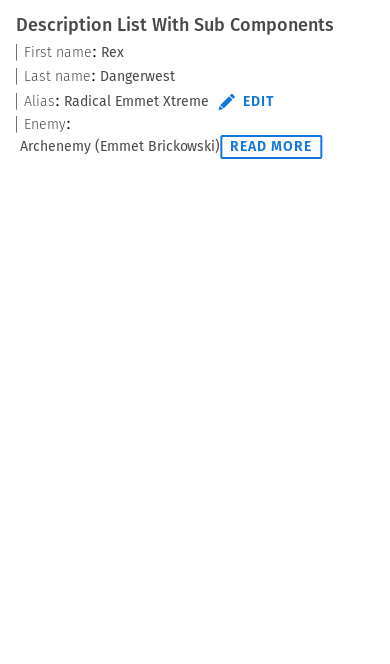 Description List With Sub Components
First name: Rex
Last name: Dangerwest
Alias: Radical Emmet Xtreme EDIT
Enemy:
Archenemy (Emmet Brickowski) READ MORE